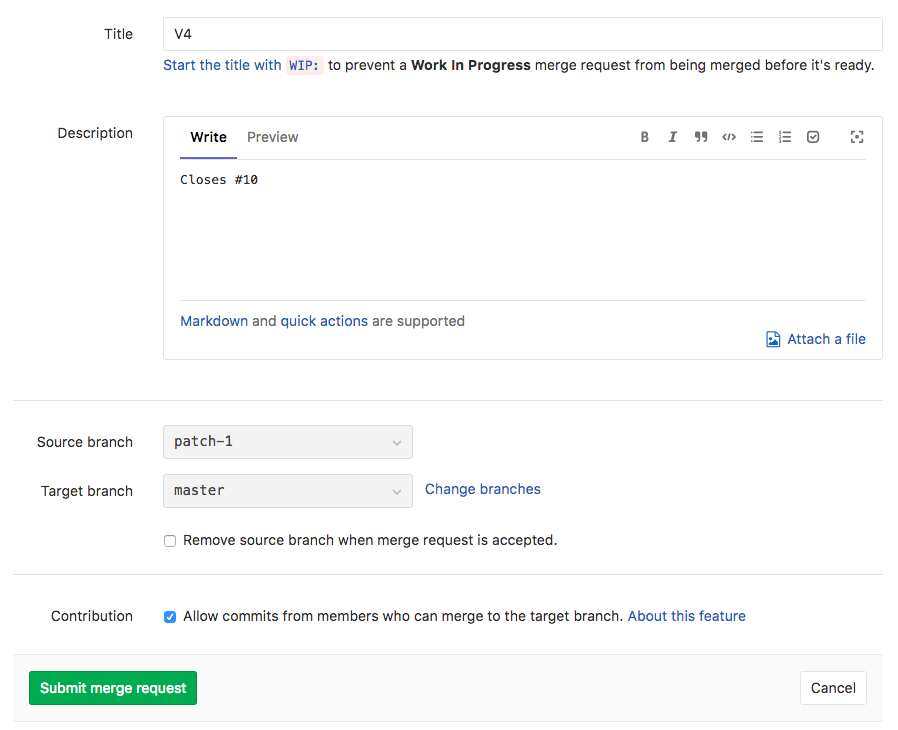 Title
V4
Start the title with WIP: to prevent a Work In Progress merge request from being merged before it's ready.
Description
Write Preview
Closes #10
Markdown and quick actions are supported
Attach a file
Source branch
patch-1
Target branch
master
Change branches
Remove source branch when merge request is accepted.
Contribution
Allow commits from members who can merge to the target branch. About this feature
Submit merge request
Cancel